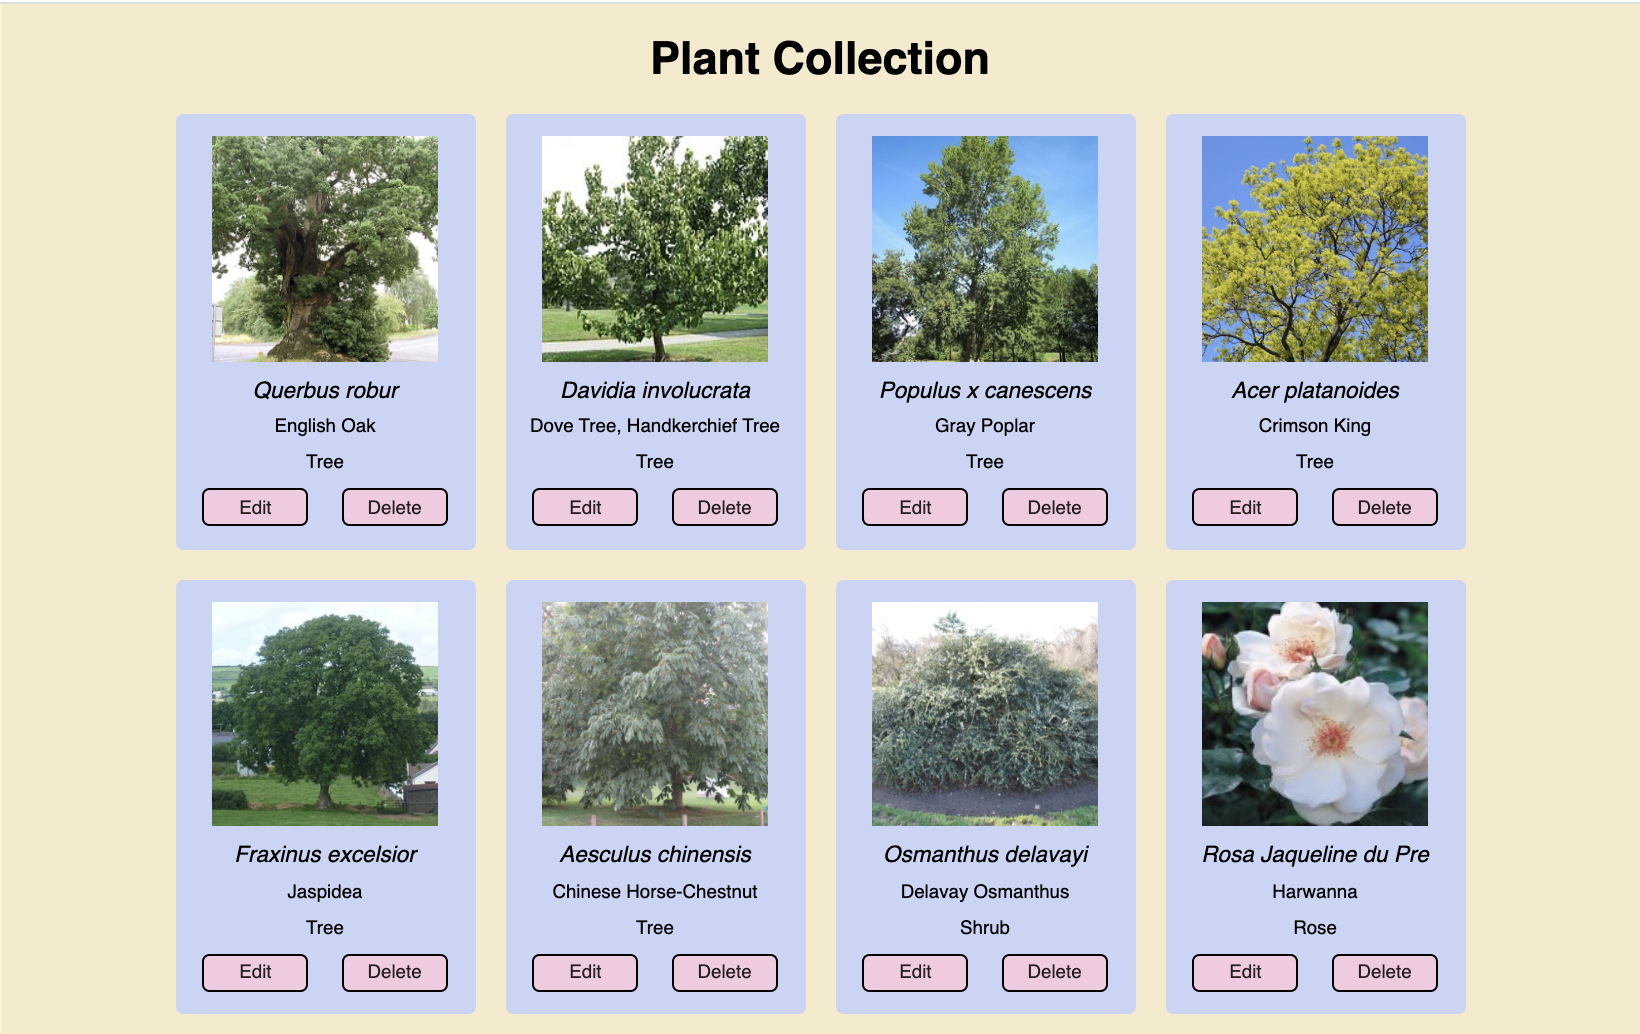 Plant Collection
Querbus robur
English Oak
Tree
Edit Delete
Davidia involucrata
Dove Tree, Handkerchief Tree
Tree
Edit Delete
Populus x canescens
Gray Poplar
Tree
Edit Delete
Acer platanoides
Crimson King
Tree
Edit Delete
Fraxinus excelsior
Jaspidea
Tree
Edit Delete
Aesculus chinensis
Chinese Horse-Chestnut
Tree
Edit Delete
Osmanthus delavayi
Delavay Osmanthus
Shrub
Edit Delete
Rosa Jaqueline du Pre
Harwanna
Rose
Edit Delete